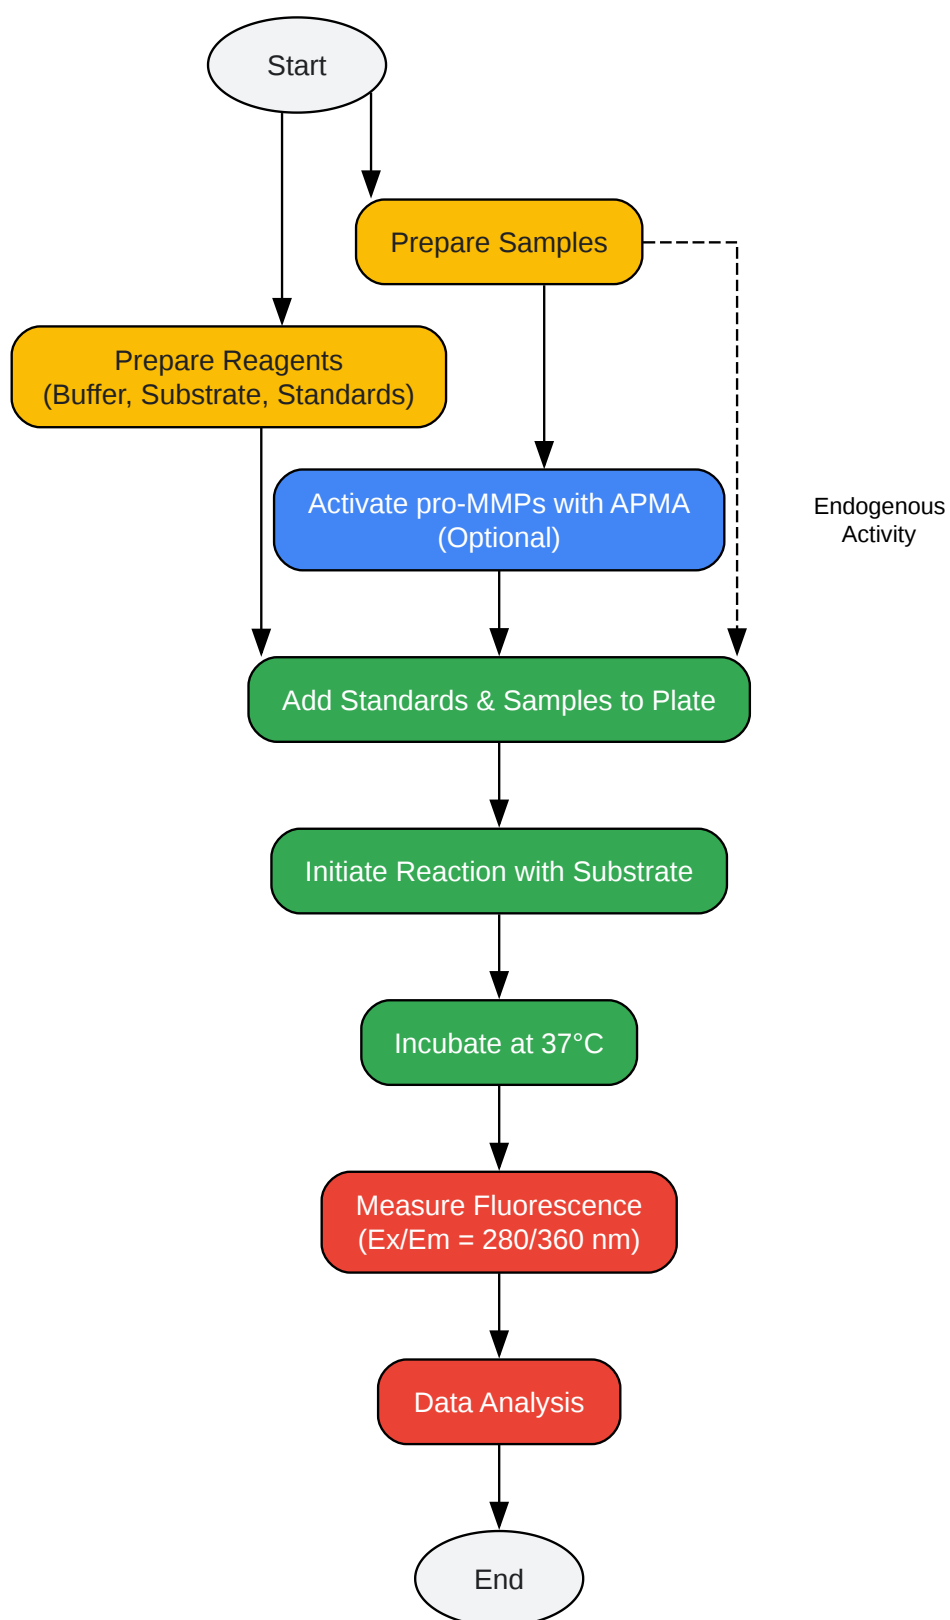 Start
Prepare Samples
Prepare Reagents
(Buffer, Substrate, Standards)
Activate pro-MMPs with APMA
(Optional)
Endogenous
Activity
Add Standards & Samples to Plate
Initiate Reaction with Substrate
Incubate at 37°C
Measure Fluorescence
(Ex/Em = 280/360 nm)
Data Analysis
End